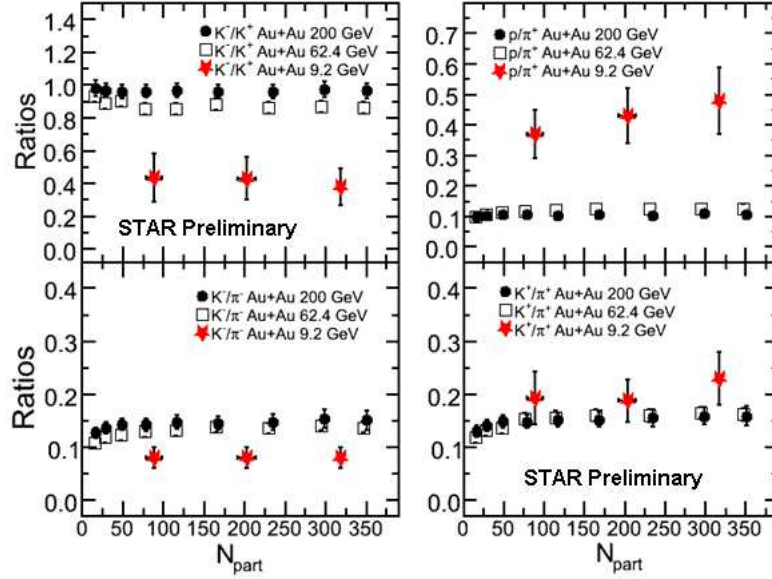 K⁻/K⁺ Au+Au 200 GeV
K⁻/K⁺ Au+Au 62.4 GeV
K⁻/K⁺ Au+Au 9.2 GeV
Ratios
1.4
1.2
1.0
0.8
0.6
0.4
0.2
0.0
STAR Preliminary
p/π⁺ Au+Au 200 GeV
p/π⁺ Au+Au 62.4 GeV
p/π⁺ Au+Au 9.2 GeV
0.7
0.6
0.5
0.4
0.3
0.2
0.1
0.0
K⁻/π⁻ Au+Au 200 GeV
K⁻/π⁻ Au+Au 62.4 GeV
K⁻/π⁻ Au+Au 9.2 GeV
Ratios
0.4
0.3
0.2
0.1
0.0
0 50 100 150 200 250 300 350
N_part
K⁺/π⁺ Au+Au 200 GeV
K⁺/π⁺ Au+Au 62.4 GeV
K⁺/π⁺ Au+Au 9.2 GeV
0.4
0.3
0.2
0.1
0.0
STAR Preliminary
0 50 100 150 200 250 300 350
N_part